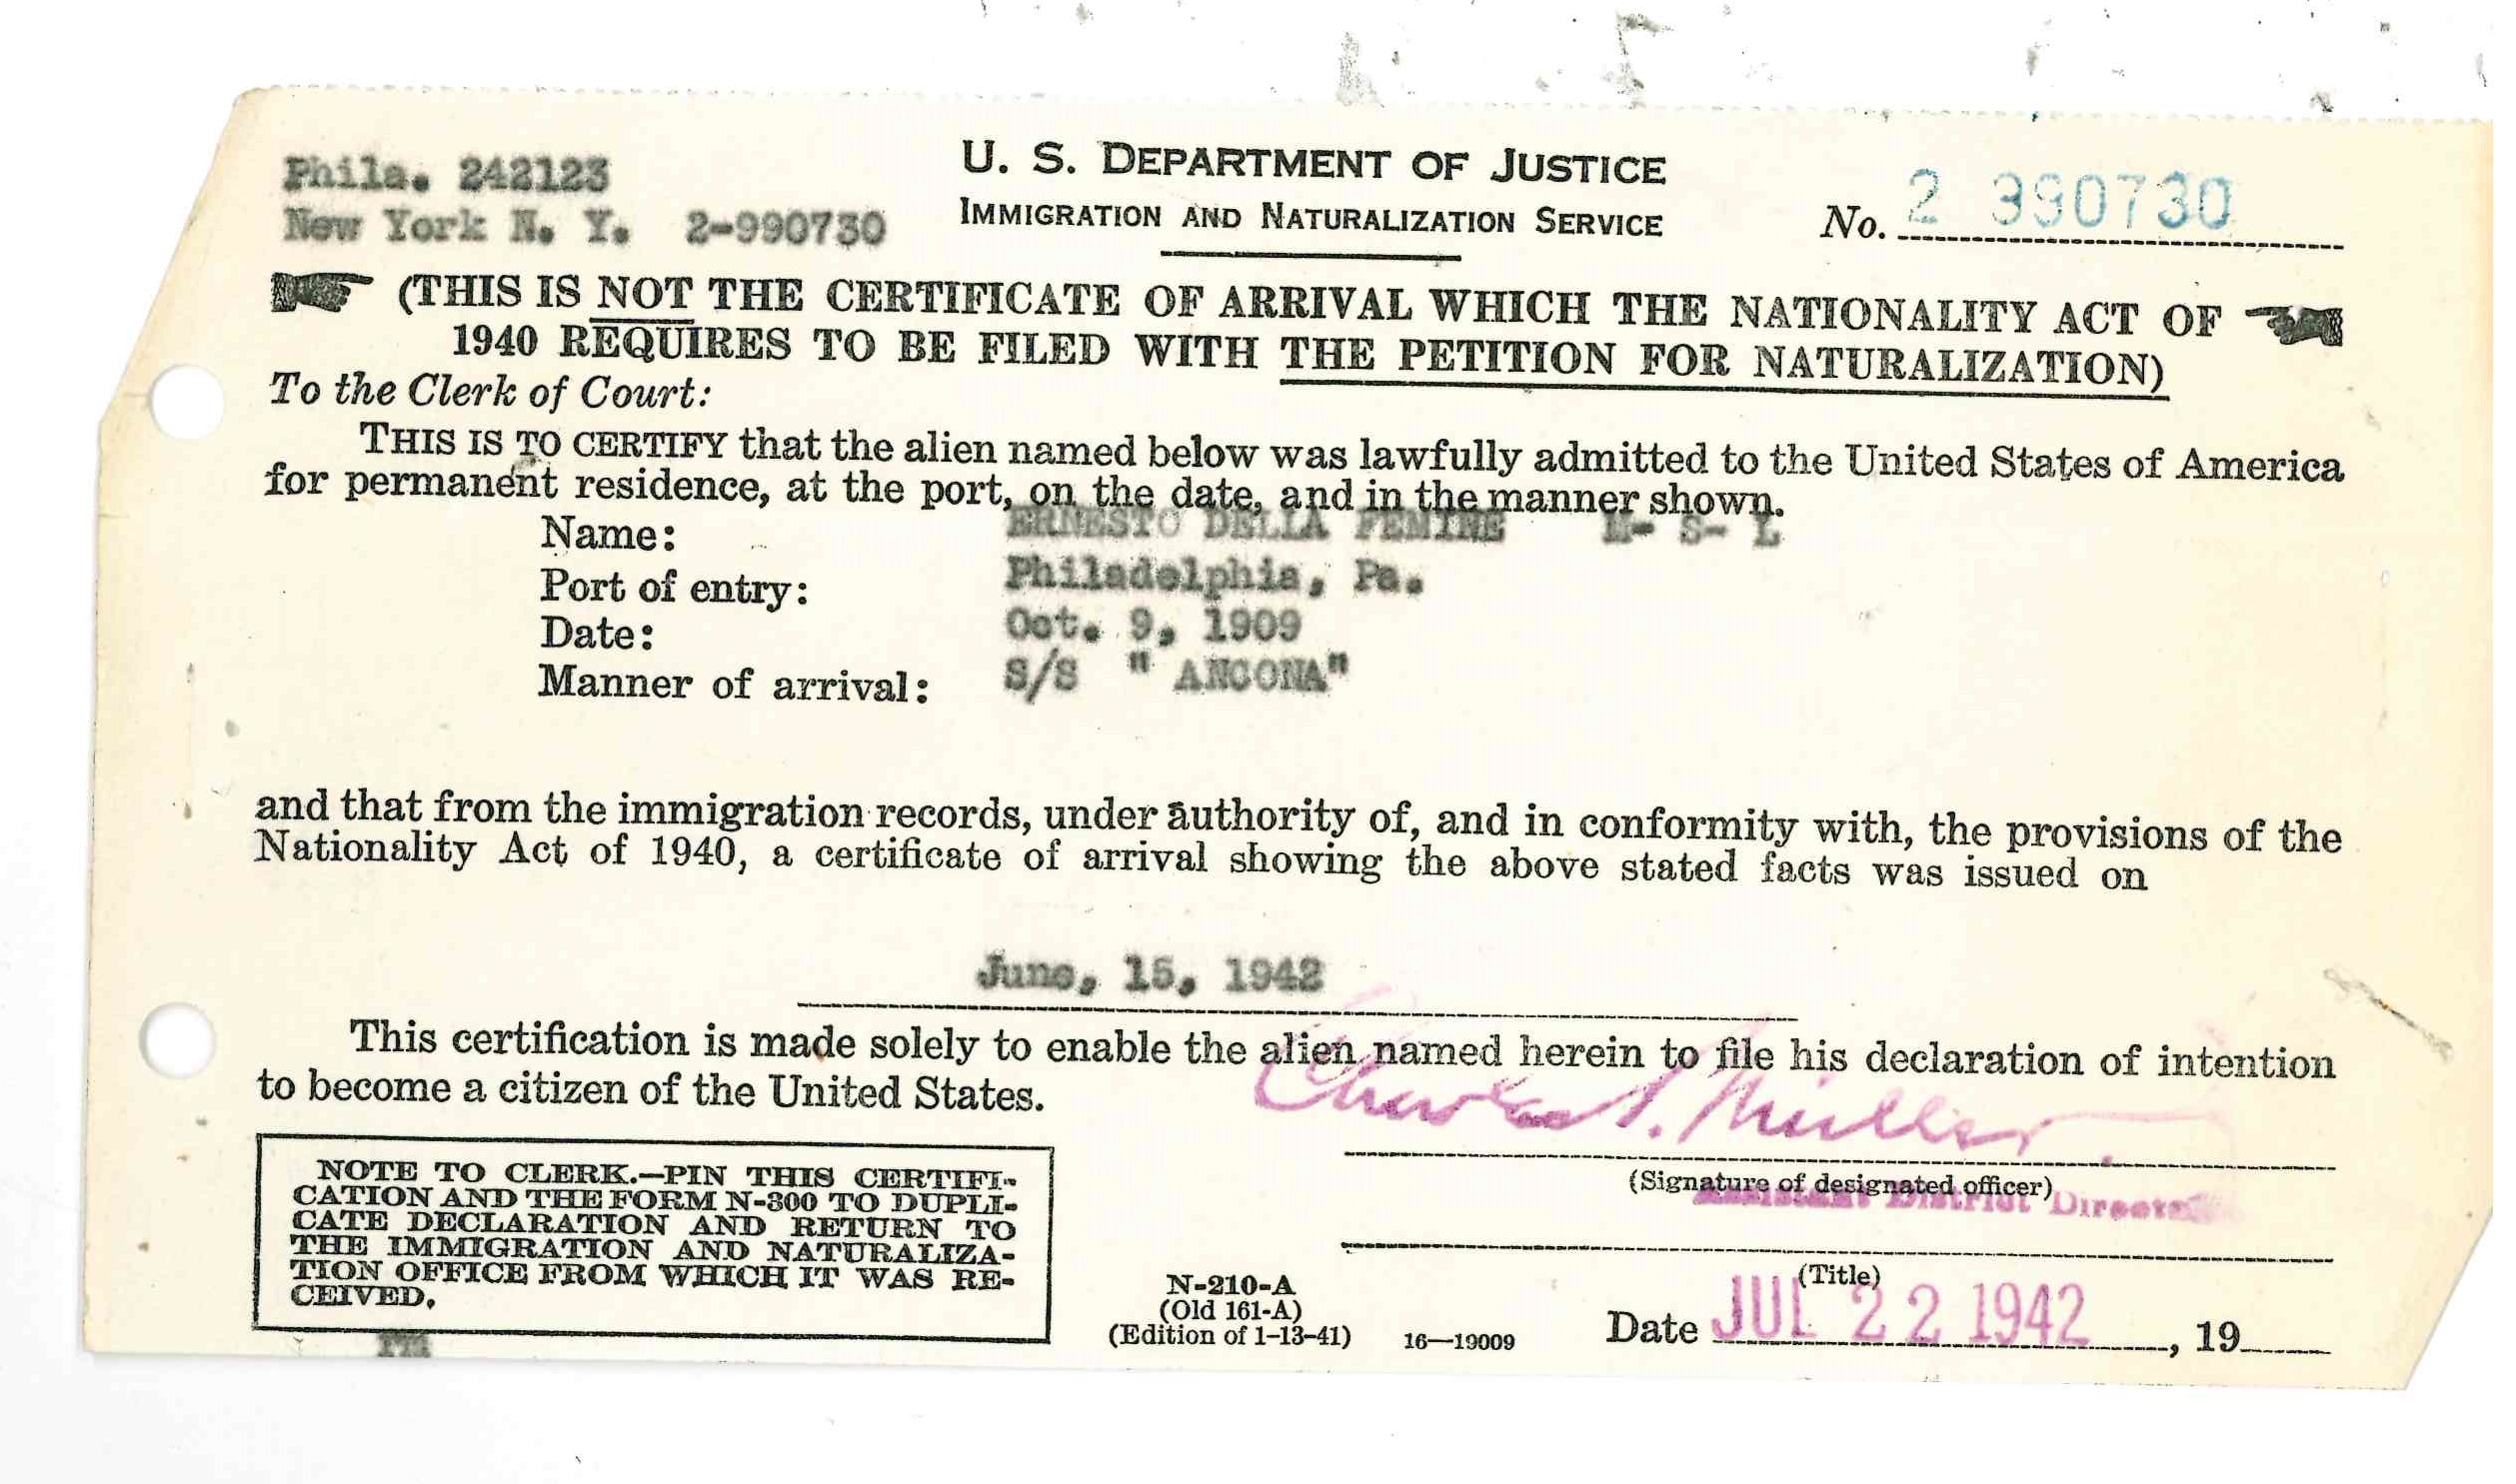 Phila. 242123
New York N. Y. 2-990730
U. S. DEPARTMENT OF JUSTICE
IMMIGRATION AND NATURALIZATION SERVICE
No. 2 990730
(THIS IS NOT THE CERTIFICATE OF ARRIVAL WHICH THE NATIONALITY ACT OF
1940 REQUIRES TO BE FILED WITH THE PETITION FOR NATURALIZATION)
To the Clerk of Court:
THIS IS TO CERTIFY that the alien named below was lawfully admitted to the United States of America
for permanent residence, at the port, on the date, and in the manner shown.
Name: ERNESTO DELLA FEMINE M- S- L
Port of entry: Philadelphia, Pa.
Date: Oct. 9, 1909
Manner of arrival: S/S " ANCONA"
and that from the immigration records, under authority of, and in conformity with, the provisions of the
Nationality Act of 1940, a certificate of arrival showing the above stated facts was issued on
June, 15, 1942
This certification is made solely to enable the alien named herein to file his declaration of intention
to become a citizen of the United States.
Charles P. Muller
(Signature of designated officer)
Assistant District Director
(Title)
NOTE TO CLERK.—PIN THIS CERTIFI-
CATION AND THE FORM N-300 TO DUPLI-
CATE DECLARATION AND RETURN TO
THE IMMIGRATION AND NATURALIZA-
TION OFFICE FROM WHICH IT WAS RE-
CEIVED.
N-210-A
(Old 161-A)
(Edition of 1-13-41)
16—19009
Date JUL 22 1942, 19